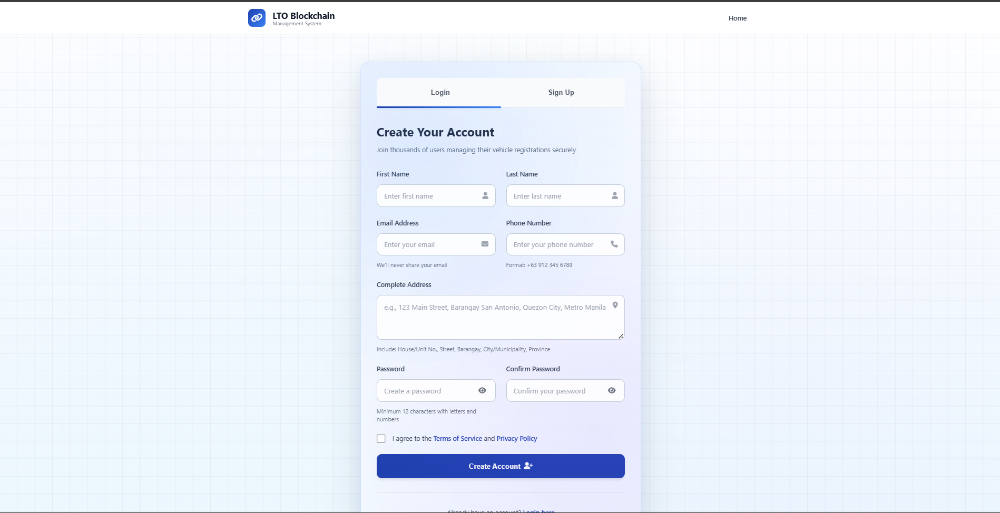 LTO Blockchain
Management System
Home
Login
Sign Up
Create Your Account
Join thousands of users managing their vehicle registrations securely
First Name
Last Name
Enter first name
Enter last name
Email Address
Phone Number
Enter your email
Enter your phone number
We'll never share your email
Format: +63 912 345 6789
Complete Address
e.g., 123 Main Street, Barangay San Antonio, Quezon City, Metro Manila
Include: House/Unit No., Street, Barangay, City/Municipality, Province
Password
Confirm Password
Create a password
Confirm your password
Minimum 12 characters with letters and
numbers
I agree to the Terms of Service and Privacy Policy
Create Account
Already have an account? Login here